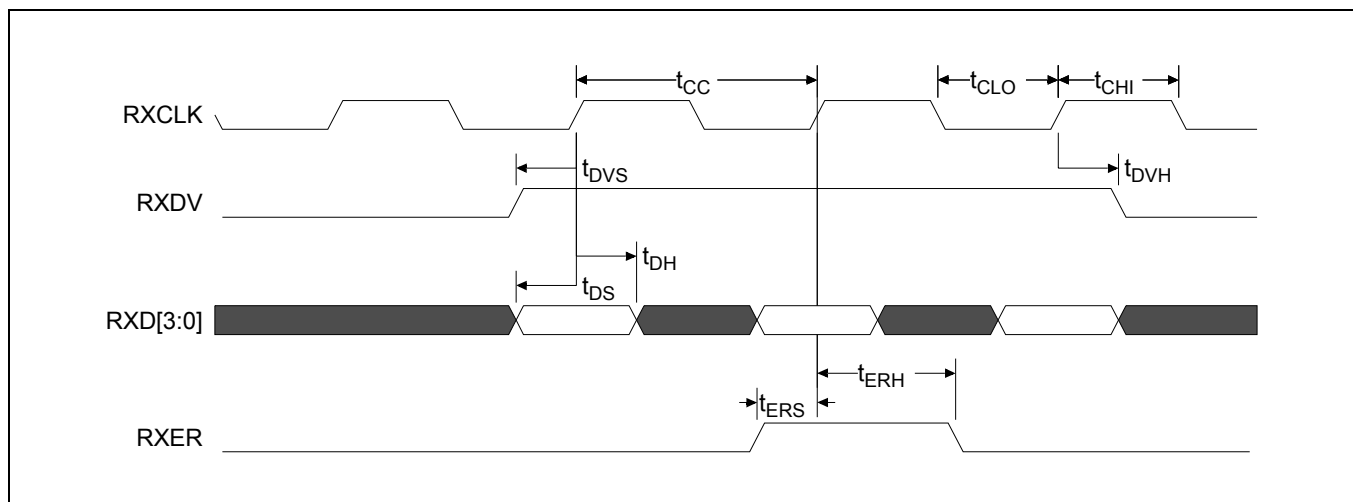 tCC
tCLO
tCHI
RXCLK
tDVS
tDVH
RXDV
tDH
tDS
RXD[3:0]
tERH
tERS
RXER